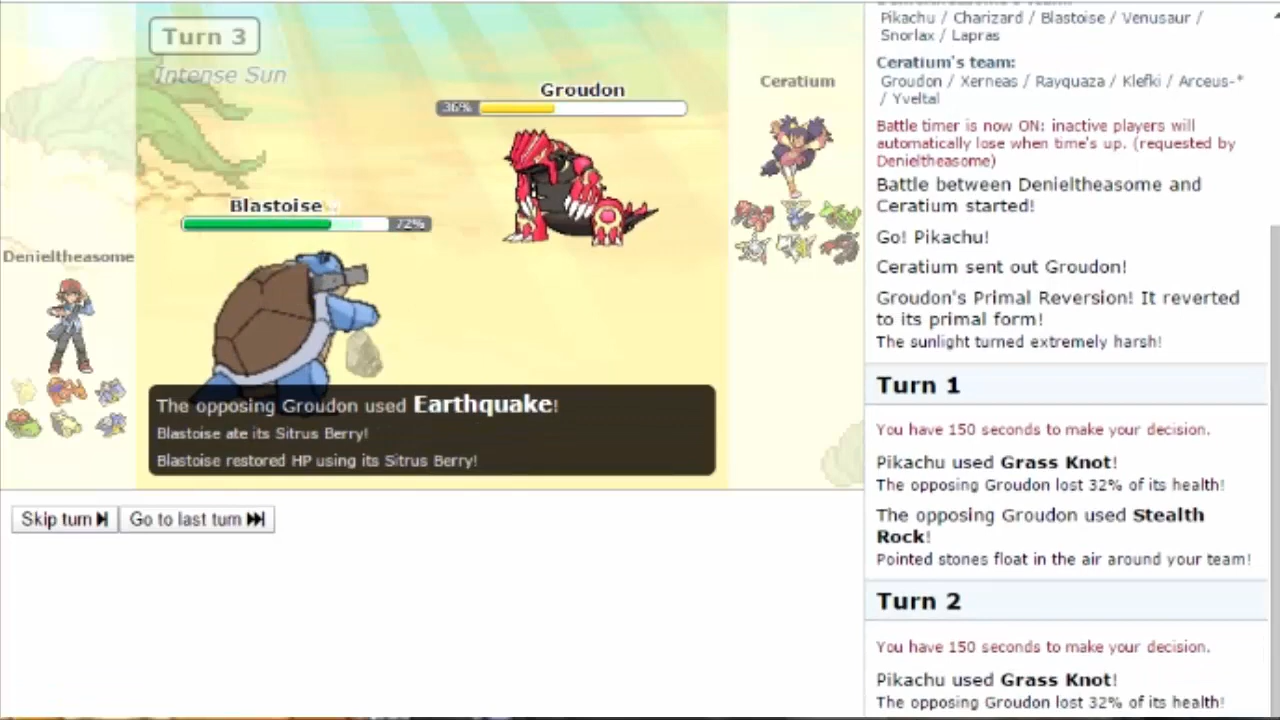 Turn 3
Intense Sun
Groudon
36%
Ceratium
Blastoise
72%
Denieltheasome
The opposing Groudon used Earthquake!
Blastoise ate its Sitrus Berry!
Blastoise restored HP using its Sitrus Berry!
Skip turn
Go to last turn
Pikachu / Charizard / Blastoise / Venusaur /
Snorlax / Lapras
Ceratium's team:
Groudon / Xerneas / Rayquaza / Klefki / Arceus-*
/ Yveltal
Battle timer is now ON: inactive players will
automatically lose when time's up. (requested by
Denieltheasome)
Battle between Denieltheasome and
Ceratium started!
Go! Pikachu!
Ceratium sent out Groudon!
Groudon's Primal Reversion! It reverted
to its primal form!
The sunlight turned extremely harsh!
Turn 1
You have 150 seconds to make your decision.
Pikachu used Grass Knot!
The opposing Groudon lost 32% of its health!
The opposing Groudon used Stealth
Rock!
Pointed stones float in the air around your team!
Turn 2
You have 150 seconds to make your decision.
Pikachu used Grass Knot!
The opposing Groudon lost 32% of its health!